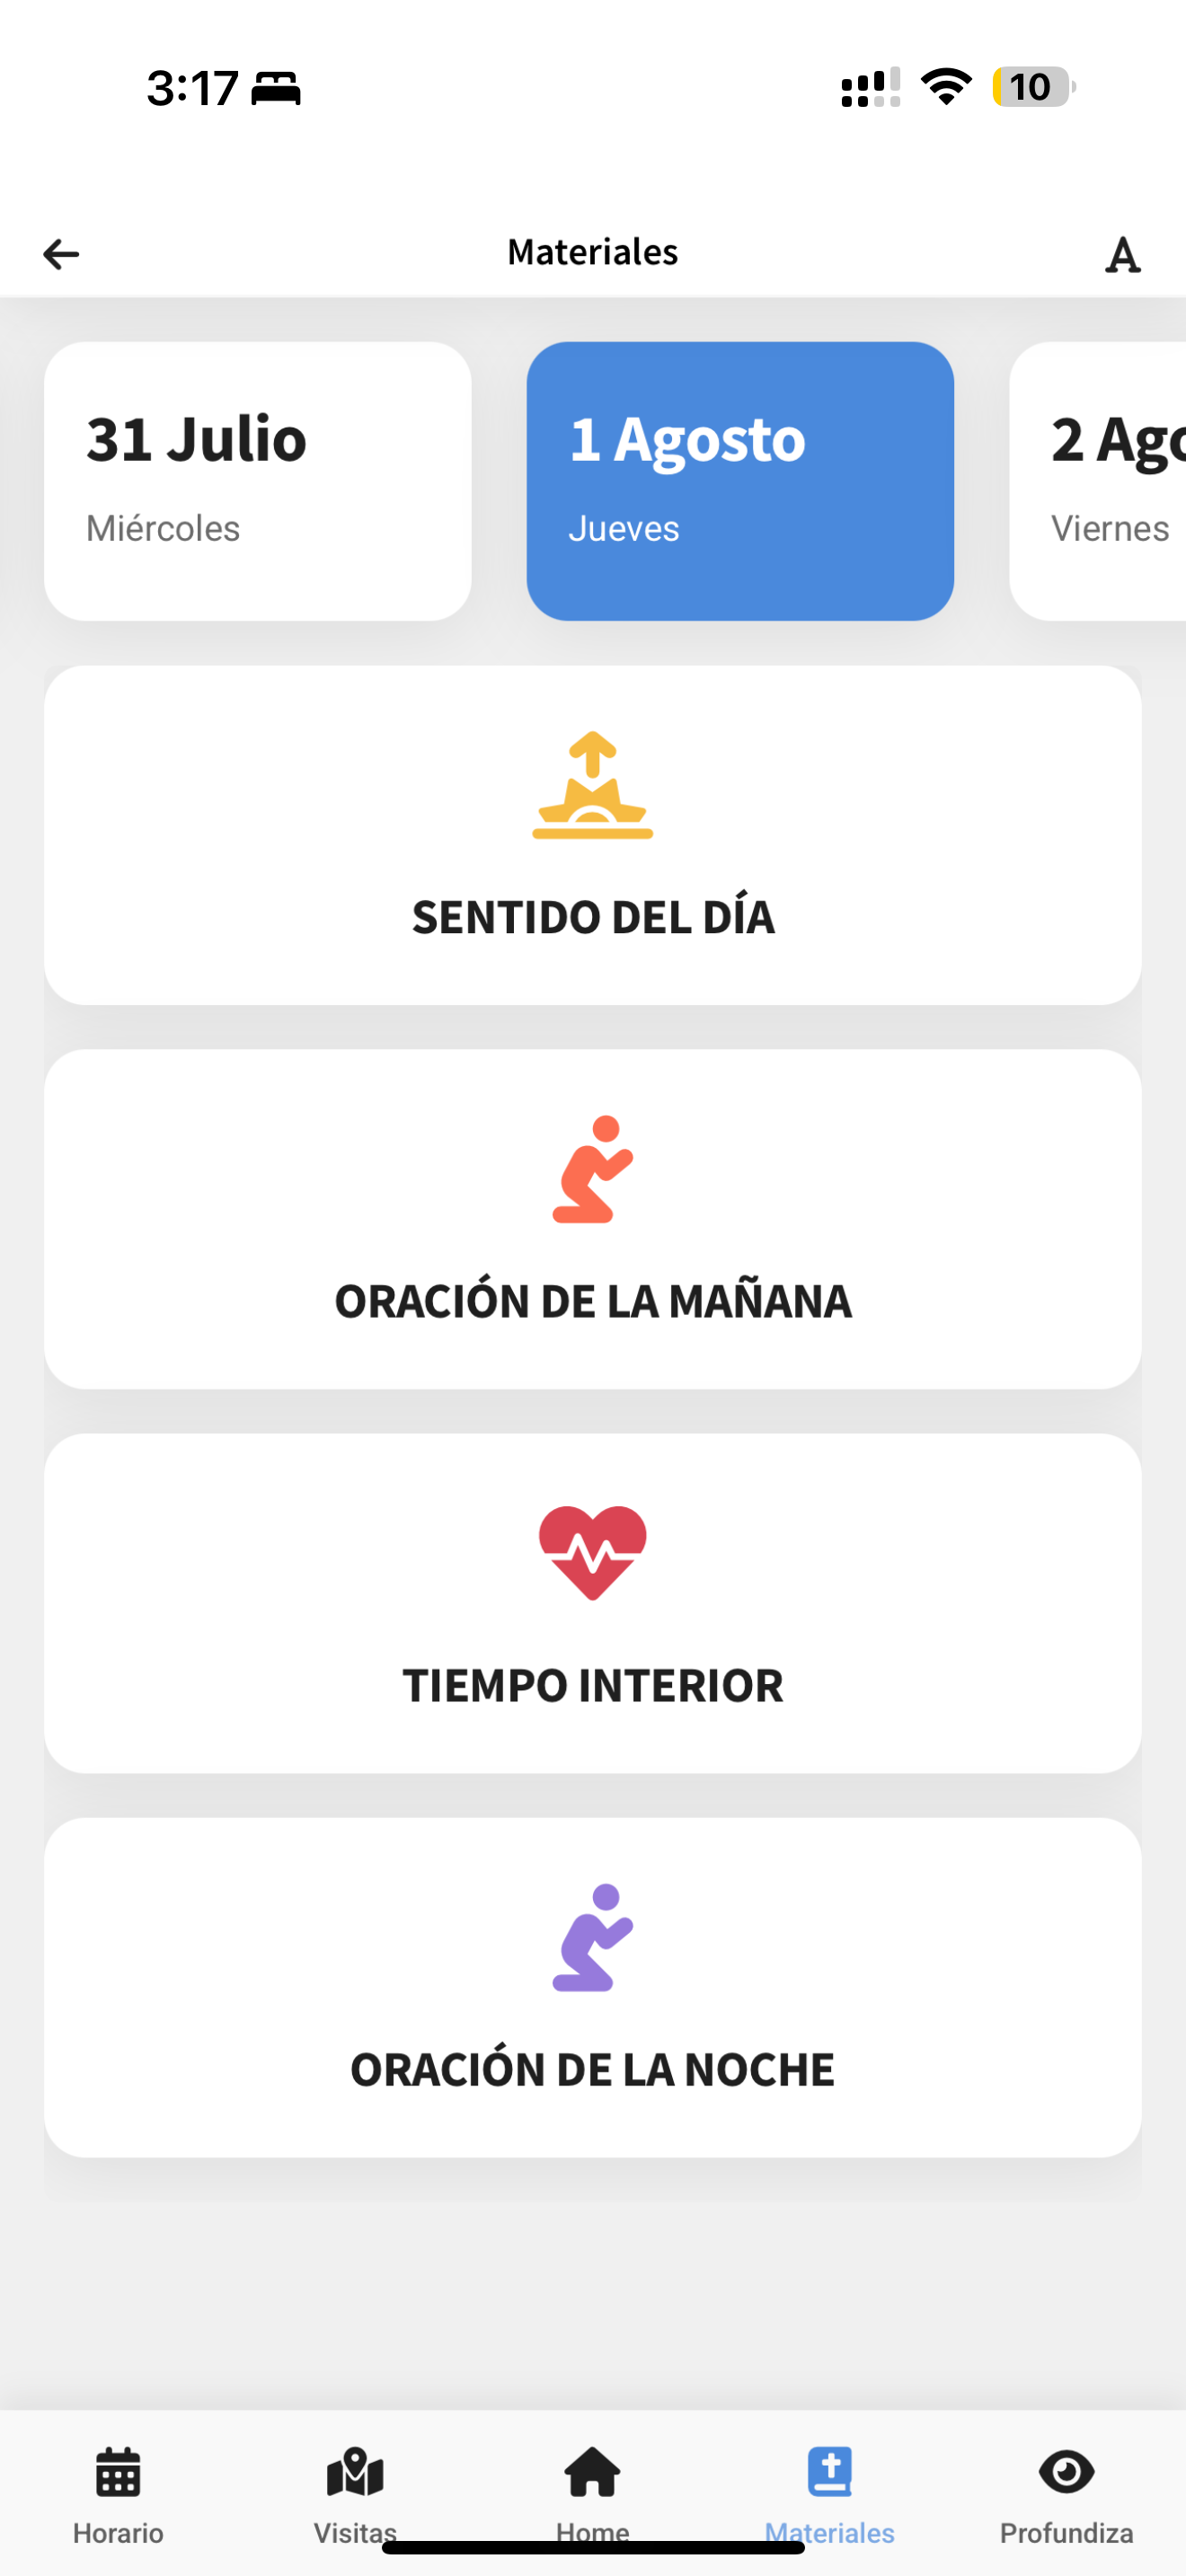 3:17
10
Materiales
A
31 Julio
Miércoles
1 Agosto
Jueves
2 Ago
Viernes
SENTIDO DEL DÍA
ORACIÓN DE LA MAÑANA
TIEMPO INTERIOR
ORACIÓN DE LA NOCHE
Horario
Visitas
Home
Materiales
Profundiza